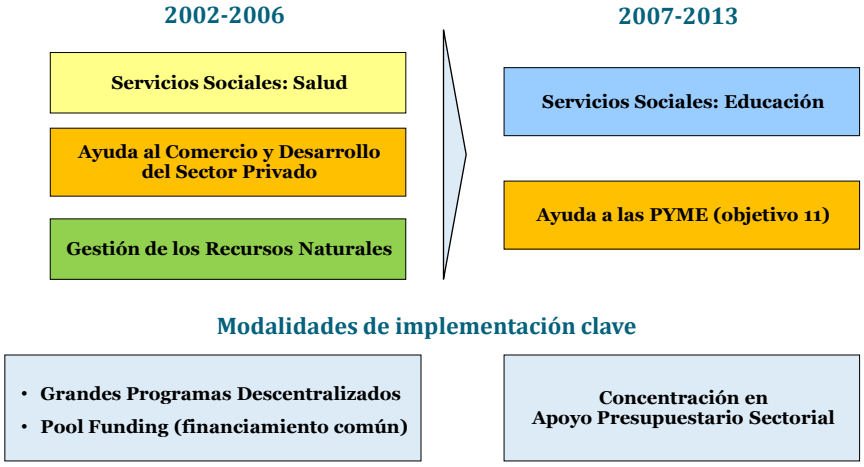 2002-2006
2007-2013
Servicios Sociales: Salud
Ayuda al Comercio y Desarrollo
del Sector Privado
Gestión de los Recursos Naturales
Servicios Sociales: Educación
Ayuda a las PYME (objetivo 11)
Modalidades de implementación clave
• Grandes Programas Descentralizados
• Pool Funding (financiamiento común)
Concentración en
Apoyo Presupuestario Sectorial